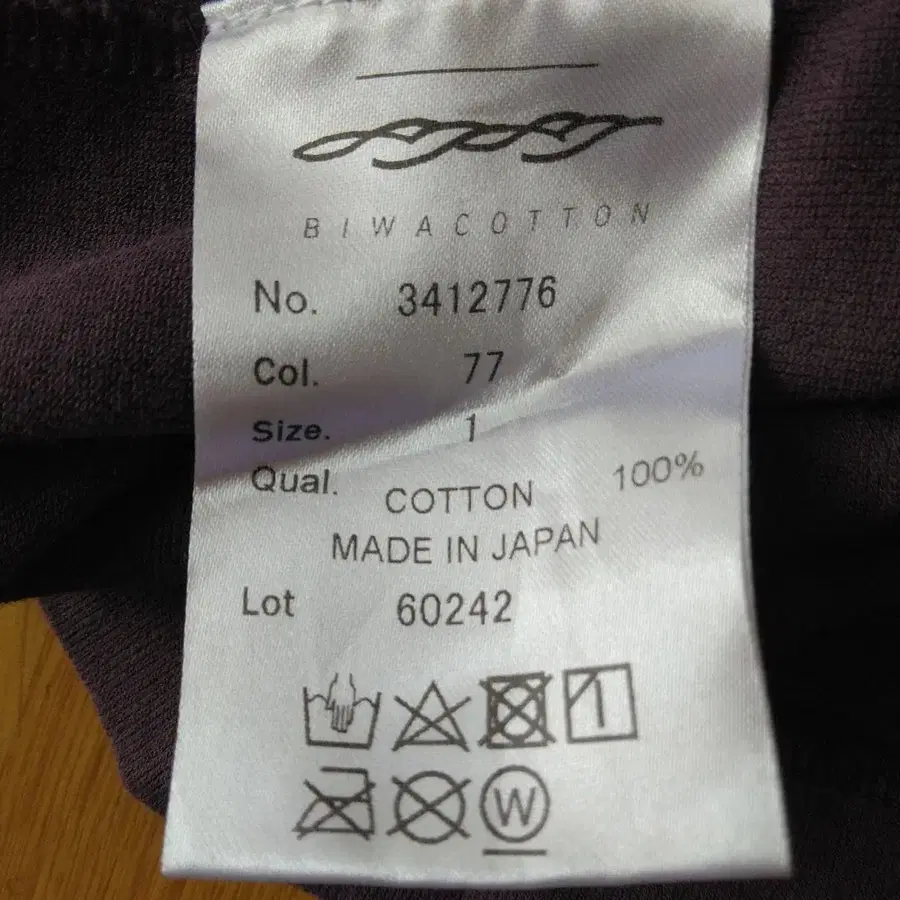 BIWACOTTON
No. 3412776
Col. 77
Size. 1
Qual. COTTON 100%
MADE IN JAPAN
Lot 60242
W